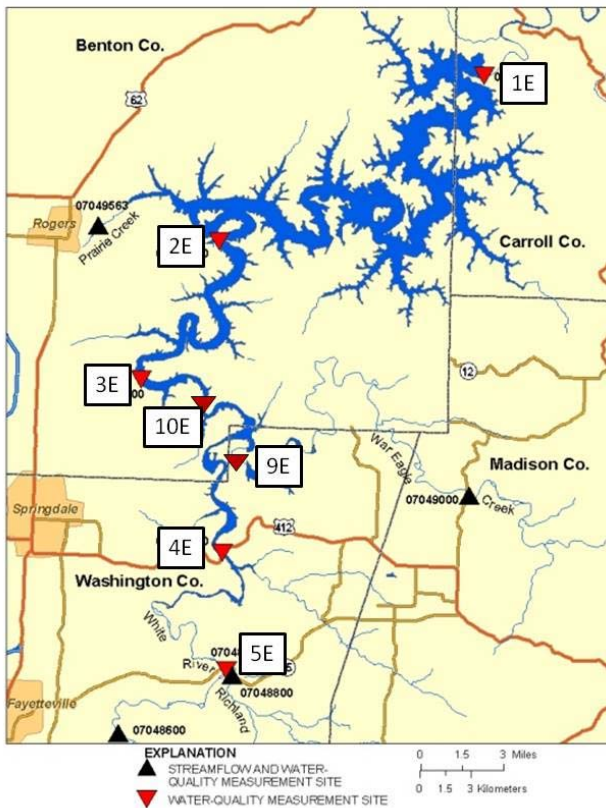 Benton Co.
62
1E
07049563
Rogers
Prairie Creek
2E
Carroll Co.
3E
00
10E
12
War Eagle
Creek
9E
Madison Co.
07049000
Springdale
412
4E
Washington Co.
White
River
5E
07048800
Richland
Fayetteville
07048600
EXPLANATION
STREAMFLOW AND WATER-
QUALITY MEASUREMENT SITE
WATER-QUALITY MEASUREMENT SITE
0 1.5 3 Miles
0 1.5 3 Kilometers